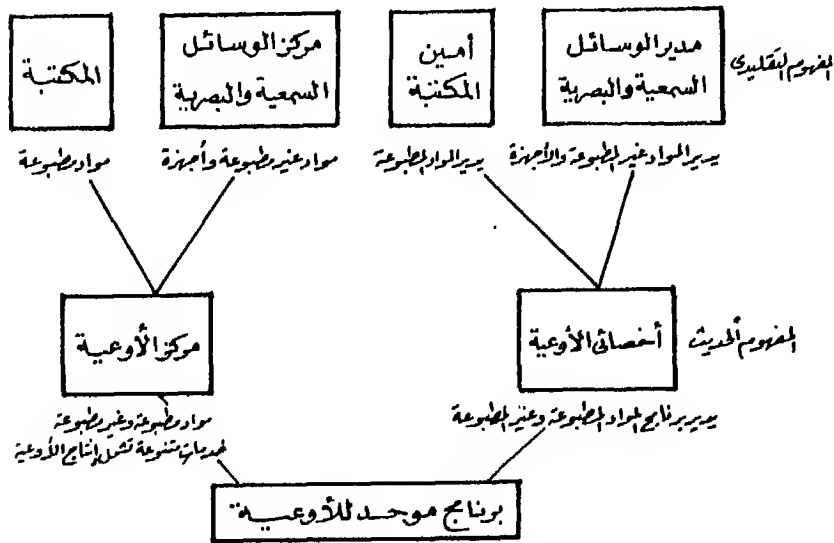 المفهوم التقليدى
مدير الوسائل
السمعية والبصرية
أمين
المكتبة
مركز الوسائل
السمعية والبصرية
المكتبة
يدير المواد غير المطبوعة والأجهزة
يدير المواد المطبوعة
مواد غير مطبوعة وأجهزة
مواد مطبوعة
المفهوم الحديث
أخصائى الأوعية
مركز الأوعية
يدير برنامج المواد المطبوعة وغير المطبوعة
مواد مطبوعة وغير مطبوعة
خدمات متنوعة تشمل إنتاج الأوعية
برنامج موحد للأوعية